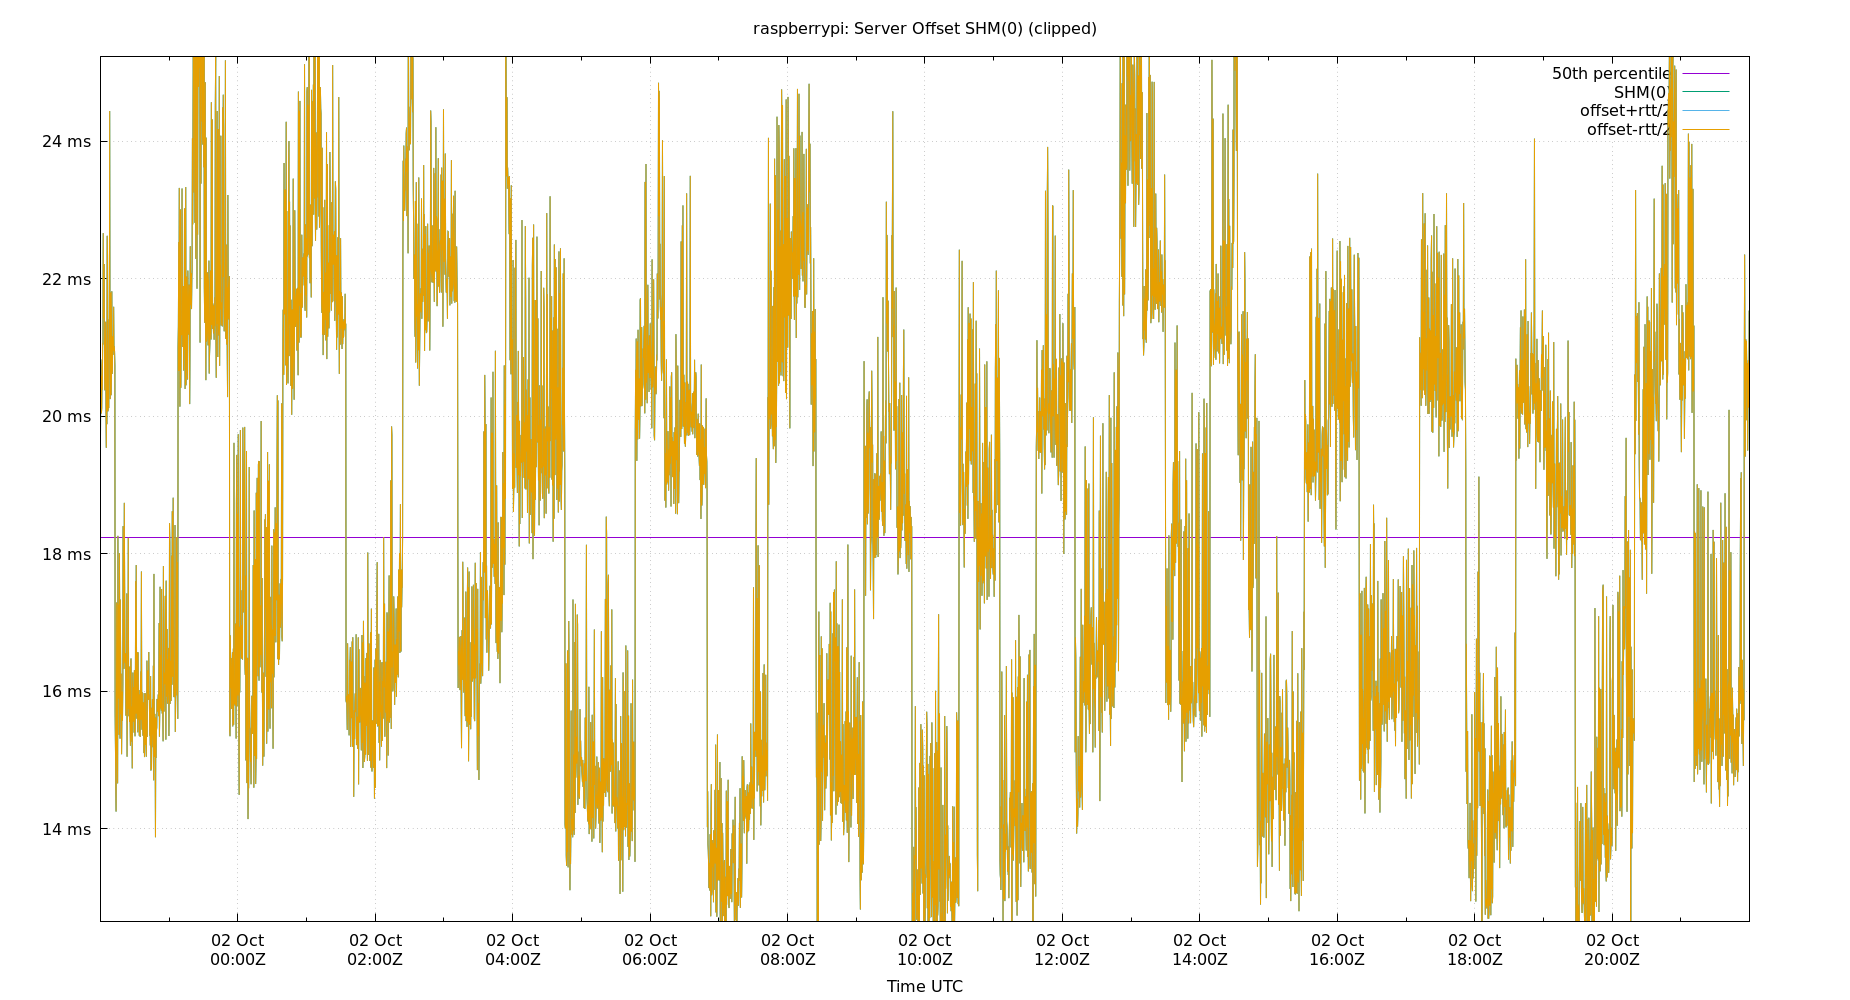 raspberrypi: Server Offset SHM(0) (clipped)
50th percentile
SHM(0)
offset+rtt/2
offset-rtt/2
24 ms
22 ms
20 ms
18 ms
16 ms
14 ms
02 Oct 02 Oct 02 Oct 02 Oct 02 Oct 02 Oct 02 Oct 02 Oct 02 Oct 02 Oct 02 Oct
00:00Z 02:00Z 04:00Z 06:00Z 08:00Z 10:00Z 12:00Z 14:00Z 16:00Z 18:00Z 20:00Z
Time UTC